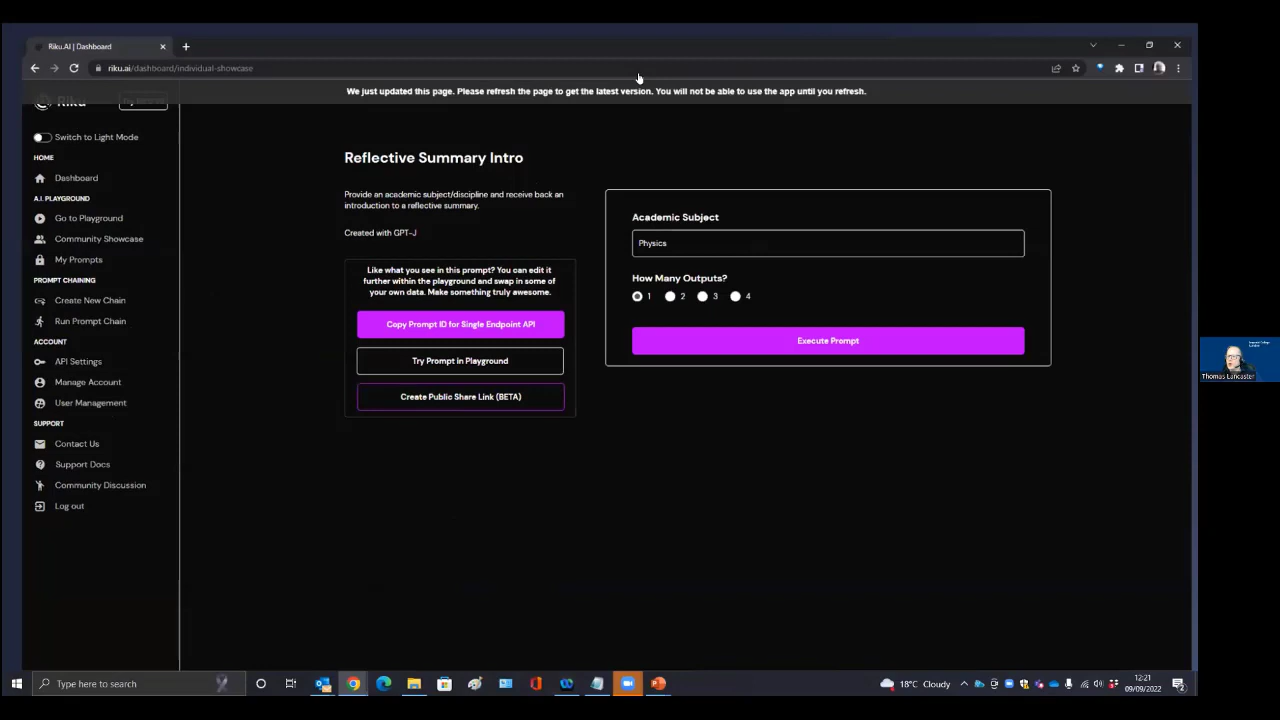 Riku.AI | Dashboard
riku.ai/dashboard/individual-showcase
We just updated this page. Please refresh the page to get the latest version. You will not be able to use the app until you refresh.
Riku
Switch to Light Mode
HOME
Dashboard
A.I. PLAYGROUND
Go to Playground
Community Showcase
My Prompts
PROMPT CHAINING
Create New Chain
Run Prompt Chain
ACCOUNT
API Settings
Manage Account
User Management
SUPPORT
Contact Us
Support Docs
Community Discussion
Log out
Reflective Summary Intro
Provide an academic subject/discipline and receive back an
introduction to a reflective summary.
Created with GPT-J
Like what you see in this prompt? You can edit it
further within the playground and swap in some of
your own data. Make something truly awesome.
Copy Prompt ID for Single Endpoint API
Try Prompt in Playground
Create Public Share Link (BETA)
Academic Subject
Physics
How Many Outputs?
1 2 3 4
Execute Prompt
Thomas Lancaster
Type here to search
18°C Cloudy
12:21
09/09/2022
2